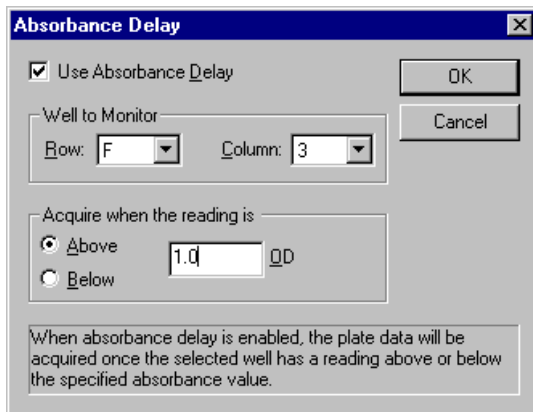 Absorbance Delay
Use Absorbance Delay
OK
Cancel
Well to Monitor
Row: F Column: 3
Acquire when the reading is
Above
1.0 OD
Below
When absorbance delay is enabled, the plate data will be
acquired once the selected well has a reading above or below
the specified absorbance value.